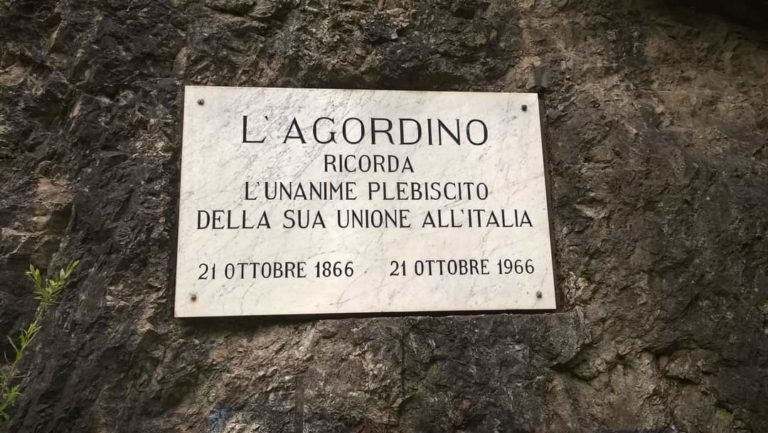 L'AGORDINO
RICORDA
L'UNANIME PLEBISCITO
DELLA SUA UNIONE ALL'ITALIA
21 OTTOBRE 1866 21 OTTOBRE 1966